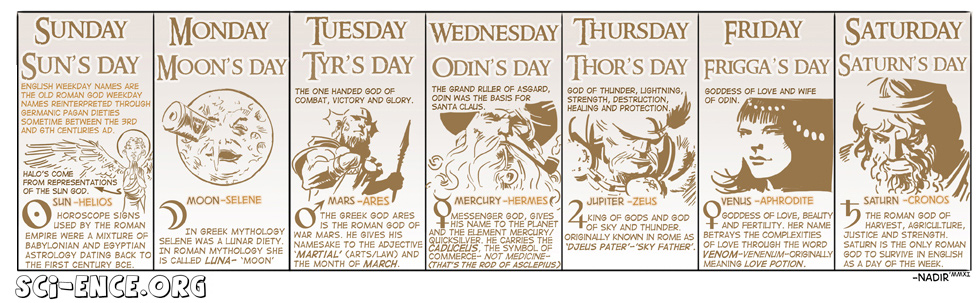 SUNDAY
SUN'S DAY
ENGLISH WEEKDAY NAMES ARE
THE OLD ROMAN GOD WEEKDAY
NAMES REINTERPRETED THROUGH
GERMANIC PAGAN DIETIES
SOMETIME BETWEEN THE 3RD
AND 6TH CENTURIES AD.
HALO'S COME
FROM REPRESENTATIONS
OF THE SUN GOD.
SUN -HELIOS
HOROSCOPE SIGNS
USED BY THE ROMAN
EMPIRE WERE A MIXTURE OF
BABYLONIAN AND EGYPTIAN
ASTROLOGY DATING BACK TO
THE FIRST CENTURY BCE.
MONDAY
MOON'S DAY
MOON-SELENE
IN GREEK MYTHOLOGY
SELENE WAS A LUNAR DIETY.
IN ROMAN MYTHOLOGY SHE
IS CALLED LUNA- 'MOON'
TUESDAY
TYR'S DAY
THE ONE HANDED GOD OF
COMBAT, VICTORY AND GLORY.
MARS -ARES
THE GREEK GOD ARES
IS THE ROMAN GOD OF
WAR MARS. HE GIVES HIS
NAMESAKE TO THE ADJECTIVE
'MARTIAL' (ARTS/LAW) AND
THE MONTH OF MARCH.
WEDNESDAY
ODIN'S DAY
THE GRAND RULER OF ASGARD,
ODIN WAS THE BASIS FOR
SANTA CLAUS.
MERCURY -HERMES
MESSENGER GOD, GIVES
HIS NAME TO THE PLANET
AND THE ELEMENT MERCURY/
QUICKSILVER. HE CARRIES THE
CADUCEUS, THE SYMBOL OF
COMMERCE- NOT MEDICINE-
(THAT'S THE ROD OF ASCLEPIUS)
THURSDAY
THOR'S DAY
GOD OF THUNDER, LIGHTNING,
STRENGTH, DESTRUCTION,
HEALING AND PROTECTION.
JUPITER -ZEUS
KING OF GODS AND GOD
OF SKY AND THUNDER.
ORIGINALLY KNOWN IN ROME AS
'DJEUS PATER'-'SKY FATHER'.
FRIDAY
FRIGGA'S DAY
GODDESS OF LOVE AND WIFE
OF ODIN.
VENUS -APHRODITE
GODDESS OF LOVE, BEAUTY
AND FERTILITY. HER NAME
BETRAYS THE COMPLEXITIES
OF LOVE THROUGH THE WORD
VENOM-VENENUM-ORIGINALLY
MEANING LOVE POTION.
SATURDAY
SATURN'S DAY
SATURN -CRONOS
THE ROMAN GOD OF
HARVEST, AGRICULTURE,
JUSTICE AND STRENGTH.
SATURN IS THE ONLY ROMAN
GOD TO SURVIVE IN ENGLISH
AS A DAY OF THE WEEK.
SCI-ENCE.ORG
-NADIR MMXI